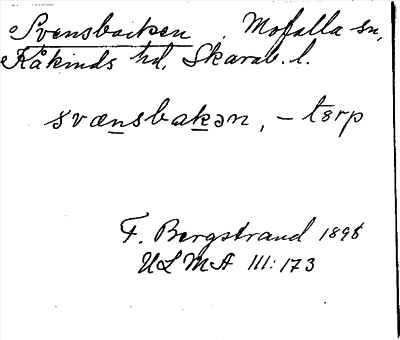 Svensbacken. Mofalla sn,
Kåkinds hd, Skarab. l.
svænsbakən, – tərp
F. Bergstrand 1898
ULMA III: 173